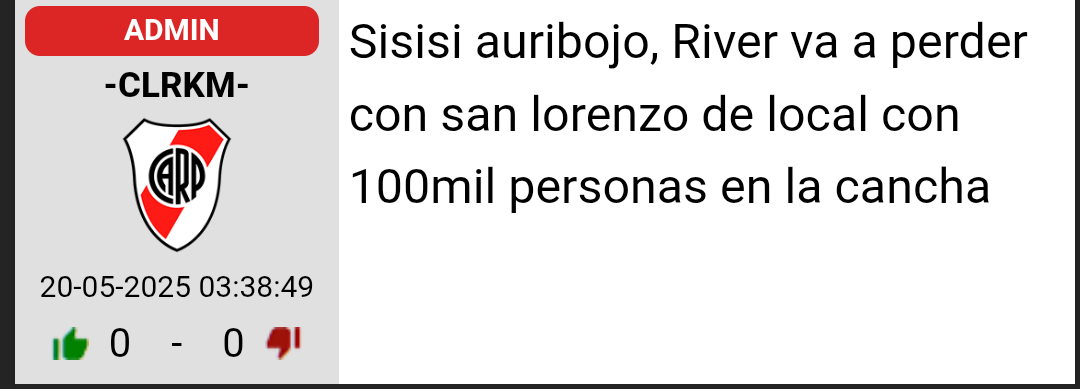 ADMIN
-CLRKM-
CARP
20-05-2025 03:38:49
0 - 0
Sisisi auribojo, River va a perder
con san lorenzo de local con
100mil personas en la cancha